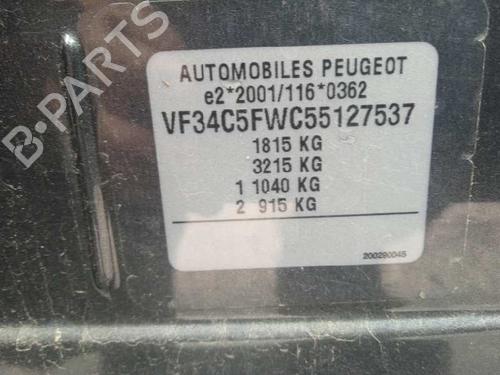 B-PARTS
AUTOMOBILES PEUGEOT
e2*2001/116*0362
VF34C5FWC55127537
1815 KG
3215 KG
1 1040 KG
2 915 KG
200290045